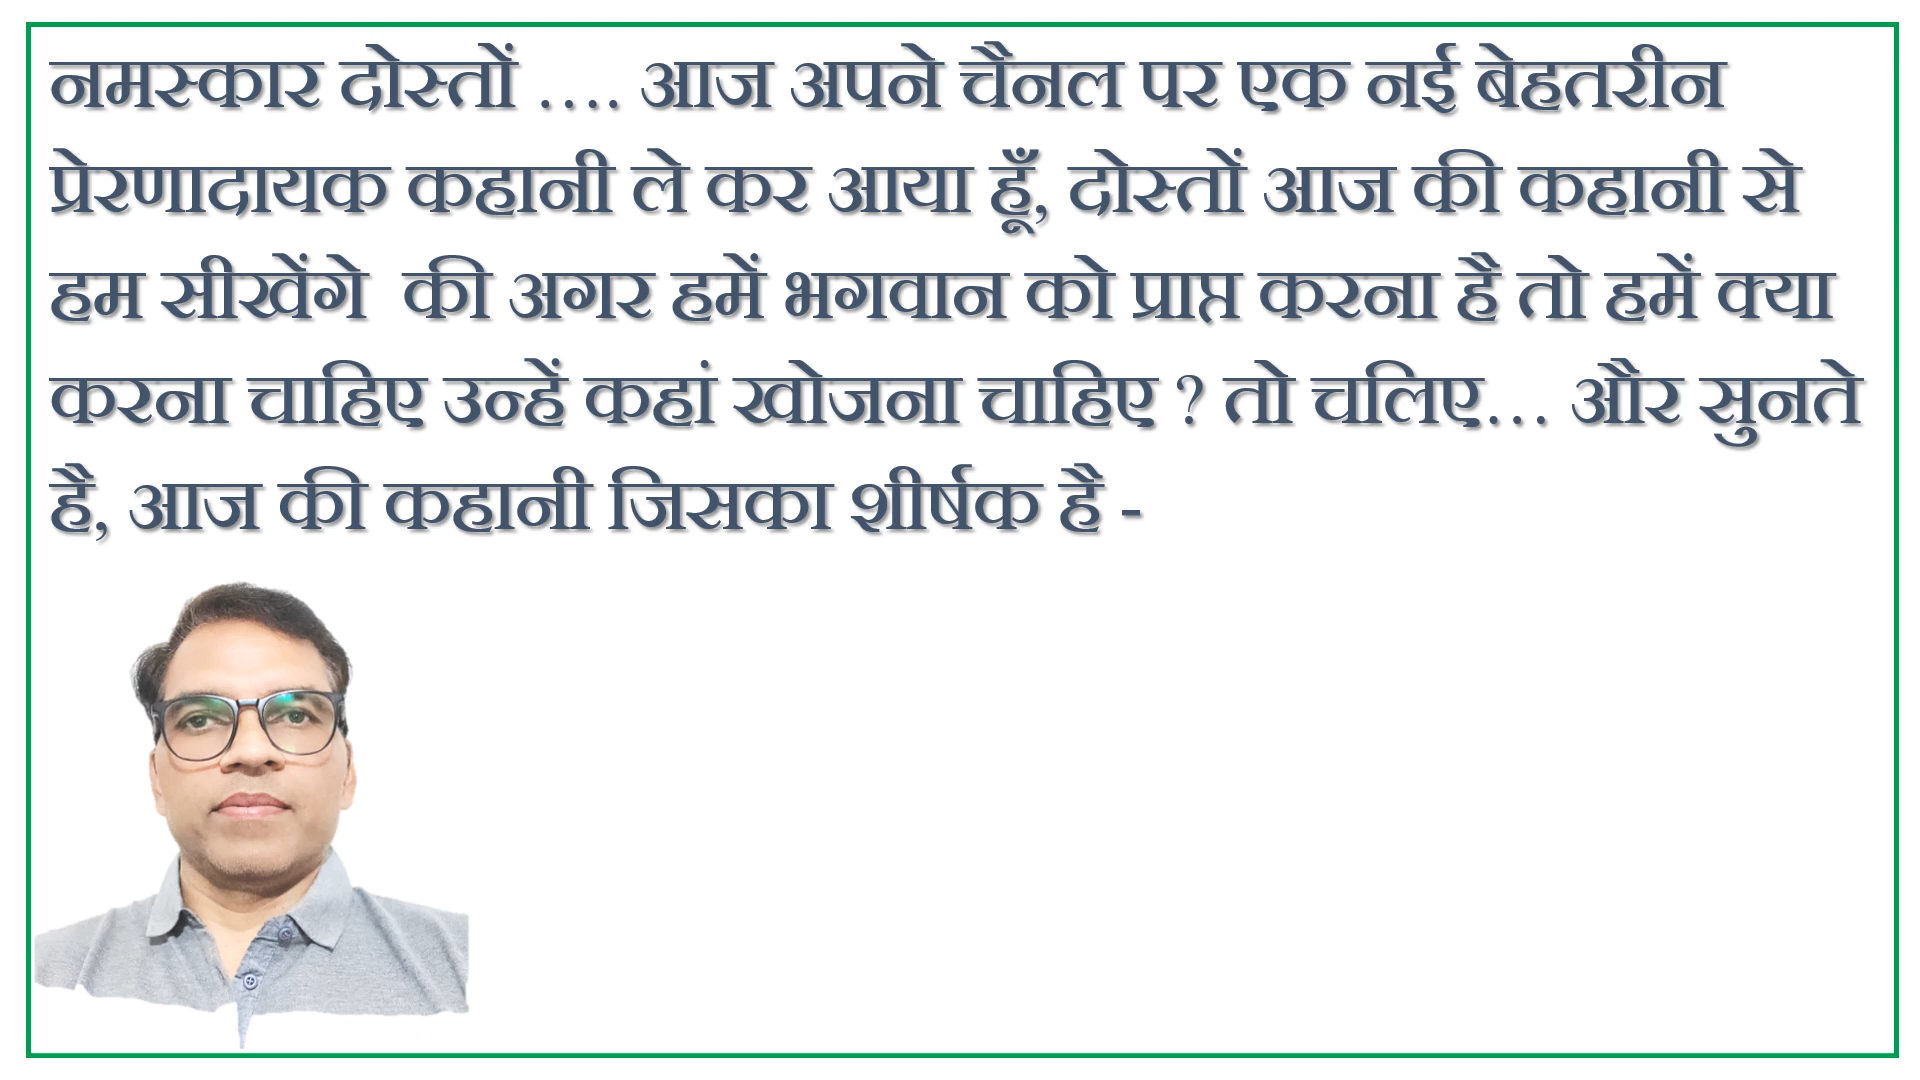 नमस्कार दोस्तों .... आज अपने चैनल पर एक नई बेहतरीन
प्रेरणादायक कहानी ले कर आया हूँ, दोस्तों आज की कहानी से
हम सीखेंगे  की अगर हमें भगवान को प्राप्त करना है तो हमें क्या
करना चाहिए उन्हें कहां खोजना चाहिए ? तो चलिए... और सुनते
है, आज की कहानी जिसका शीर्षक है -